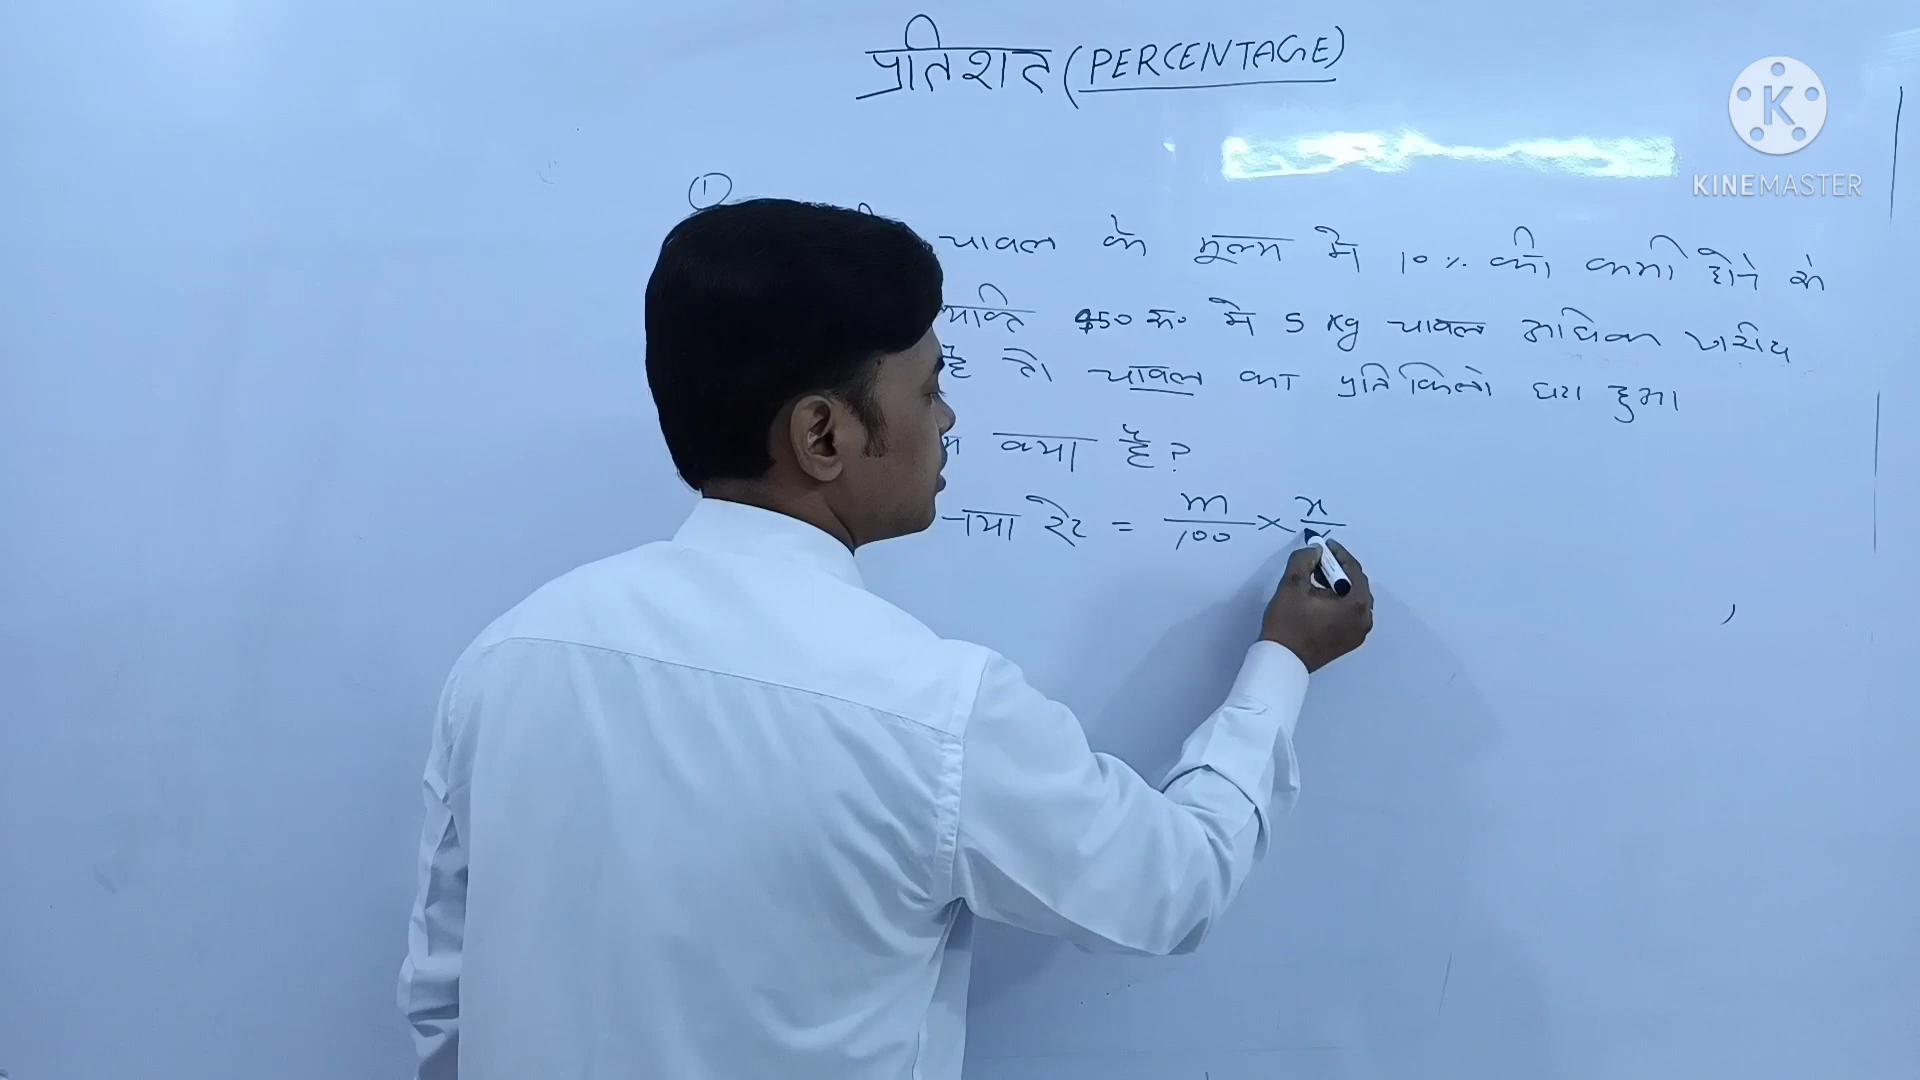 प्रतिशत (PERCENTAGE)
KINEMASTER
①
चावल के मूल्य में 10% की कमी होने से
450 रु० में 5 Kg चावल अधिक खरीद
है तो चावल का प्रति किलो घटा हुआ
क्या है?
नया रेट = m/100 × x/